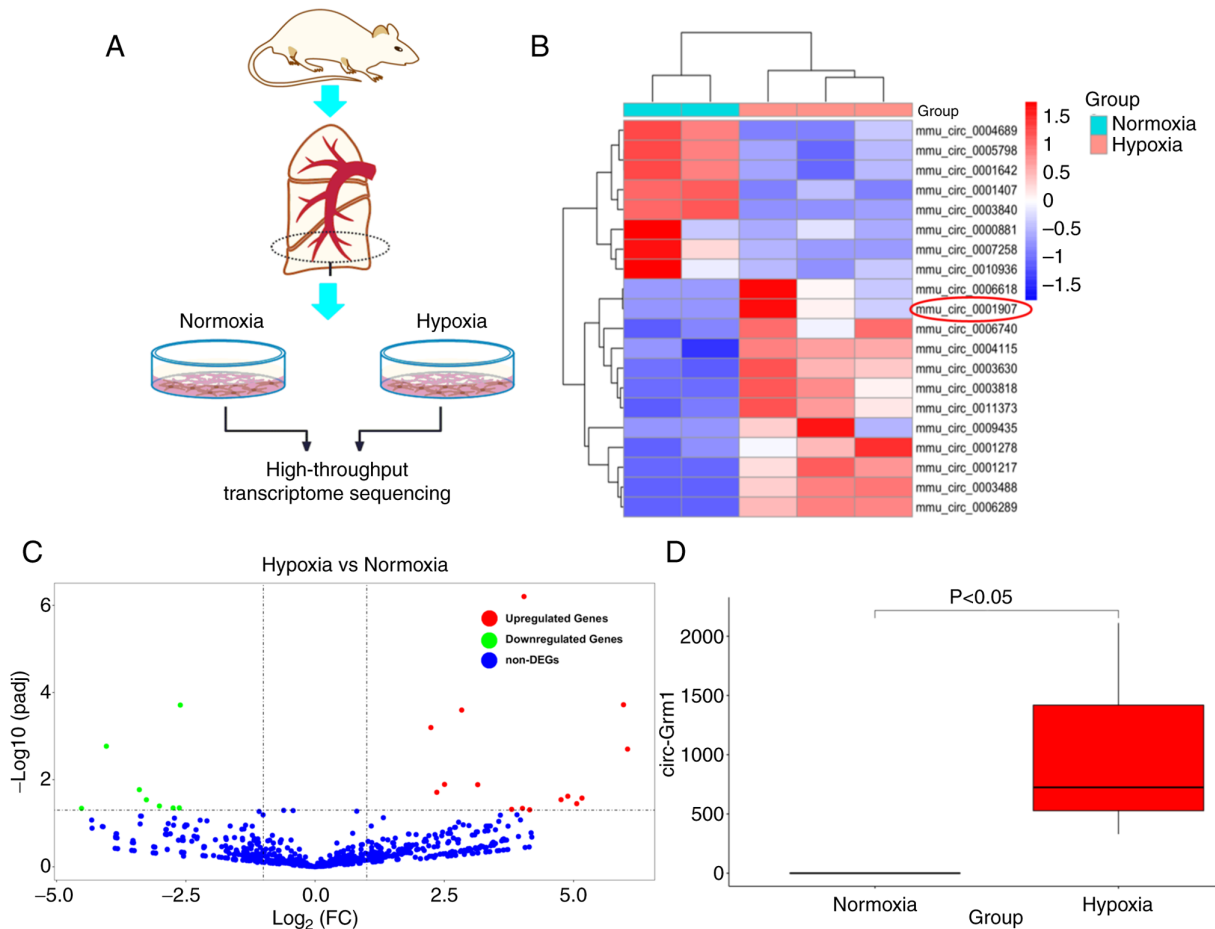 A
Normoxia
Hypoxia
High-throughput
transcriptome sequencing
B
Group
mmu_circ_0004689
mmu_circ_0005798
mmu_circ_0001642
mmu_circ_0001407
mmu_circ_0003840
mmu_circ_0000881
mmu_circ_0007258
mmu_circ_0010936
mmu_circ_0006618
mmu_circ_0001907
mmu_circ_0006740
mmu_circ_0004115
mmu_circ_0003630
mmu_circ_0003818
mmu_circ_0011373
mmu_circ_0009435
mmu_circ_0001278
mmu_circ_0001217
mmu_circ_0003488
mmu_circ_0006289
1.5
1
0.5
0
−0.5
−1
−1.5
Group
Normoxia
Hypoxia
C
Hypoxia vs Normoxia
Upregulated Genes
Downregulated Genes
non-DEGs
−Log10 (padj)
6
4
2
0
−5.0
−2.5
0.0
2.5
5.0
Log2 (FC)
D
P<0.05
circ-Grm1
2000
1500
1000
500
0
Normoxia
Hypoxia
Group